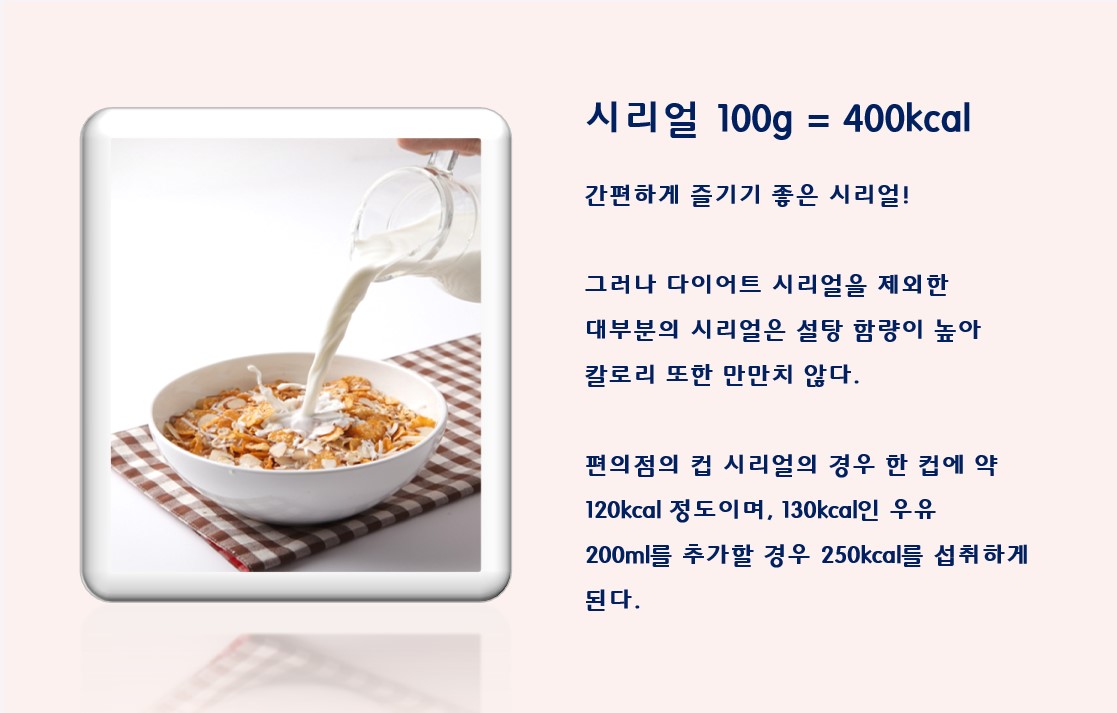 시리얼 100g = 400kcal
간편하게 즐기기 좋은 시리얼!
그러나 다이어트 시리얼을 제외한
대부분의 시리얼은 설탕 함량이 높아
칼로리 또한 만만치 않다.
편의점의 컵 시리얼의 경우 한 컵에 약
120kcal 정도이며, 130kcal인 우유
200ml를 추가할 경우 250kcal를 섭취하게
된다.